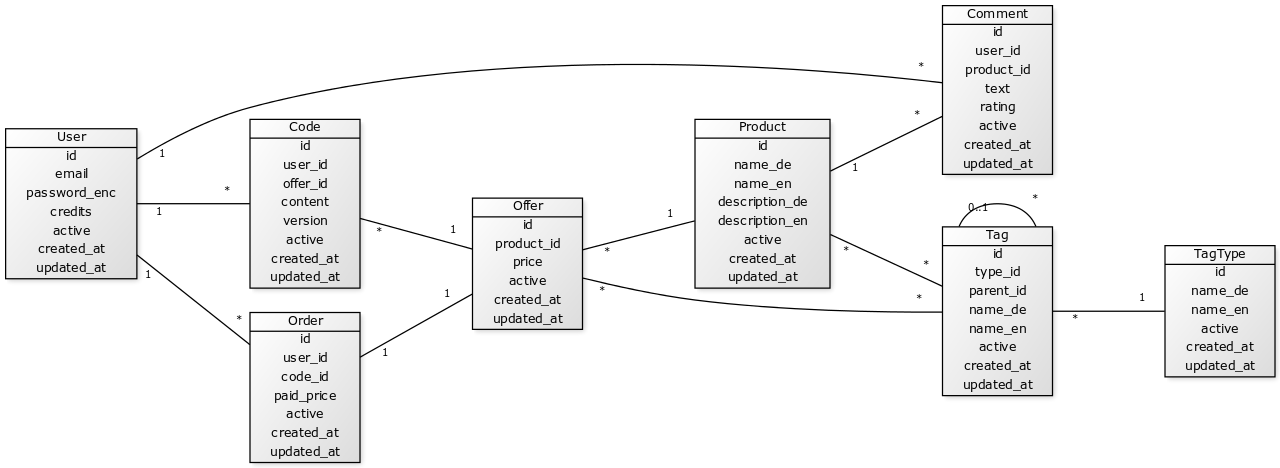 Comment
id
user_id
product_id
text
rating
active
created_at
updated_at
*
*
User
id
email
password_enc
credits
active
created_at
updated_at
1
1
1
Code
id
user_id
offer_id
content
version
active
created_at
updated_at
*
*
Order
id
user_id
code_id
paid_price
active
created_at
updated_at
*
1
Offer
id
product_id
price
active
created_at
updated_at
1
1
*
*
Product
id
name_de
name_en
description_de
description_en
active
created_at
updated_at
1
1
*
0..1
*
Tag
id
type_id
parent_id
name_de
name_en
active
created_at
updated_at
*
*
*
TagType
id
name_de
name_en
active
created_at
updated_at
1